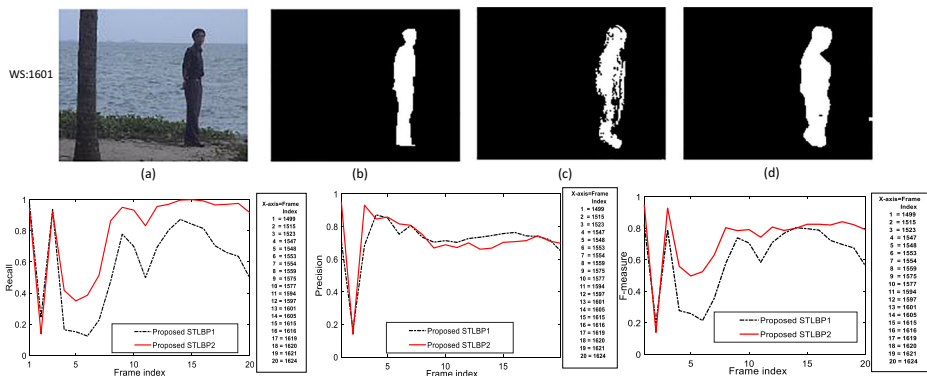 WS:1601
(a)
(b)
(c)
(d)
1
0.8
0.6
0.4
0.2
0
Recall
1
5
10
15
20
Frame index
Proposed STLBP1
Proposed STLBP2
X-axis=Frame
Index
1 = 1499
2 = 1515
3 = 1523
4 = 1547
5 = 1548
6 = 1553
7 = 1554
8 = 1559
9 = 1575
10 = 1577
11 = 1594
12 = 1597
13 = 1601
14 = 1605
15 = 1615
16 = 1616
17 = 1619
18 = 1620
19 = 1621
20 = 1624
1
0.8
0.6
0.4
0.2
0
Precision
5
10
15
20
Frame index
Proposed STLBP1
Proposed STLBP2
X-axis=Frame
Index
1 = 1499
2 = 1515
3 = 1523
4 = 1547
5 = 1548
6 = 1553
7 = 1554
8 = 1559
9 = 1575
10 = 1577
11 = 1594
12 = 1597
13 = 1601
14 = 1605
15 = 1615
16 = 1616
17 = 1619
18 = 1620
19 = 1621
20 = 1624
0.8
0.6
0.4
0.2
0
F-measure
5
10
15
20
Frame index
Proposed STLBP1
Proposed STLBP2
X-axis=Frame
Index
1 = 1499
2 = 1515
3 = 1523
4 = 1547
5 = 1548
6 = 1553
7 = 1554
8 = 1559
9 = 1575
10 = 1577
11 = 1594
12 = 1597
13 = 1601
14 = 1605
15 = 1615
16 = 1616
17 = 1619
18 = 1620
19 = 1621
20 = 1624